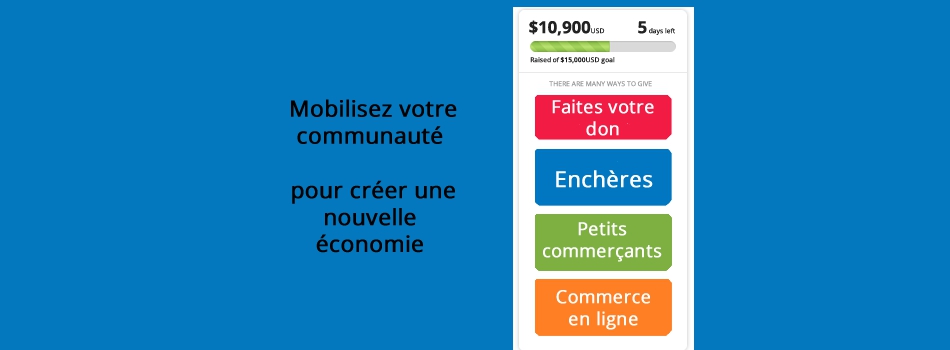 Mobilisez votre
communauté
pour créer une
nouvelle
économie
$10,900USD 5 days left
Raised of $15,000USD goal
THERE ARE MANY WAYS TO GIVE
Faites votre
don
Enchères
Petits
commerçants
Commerce
en ligne